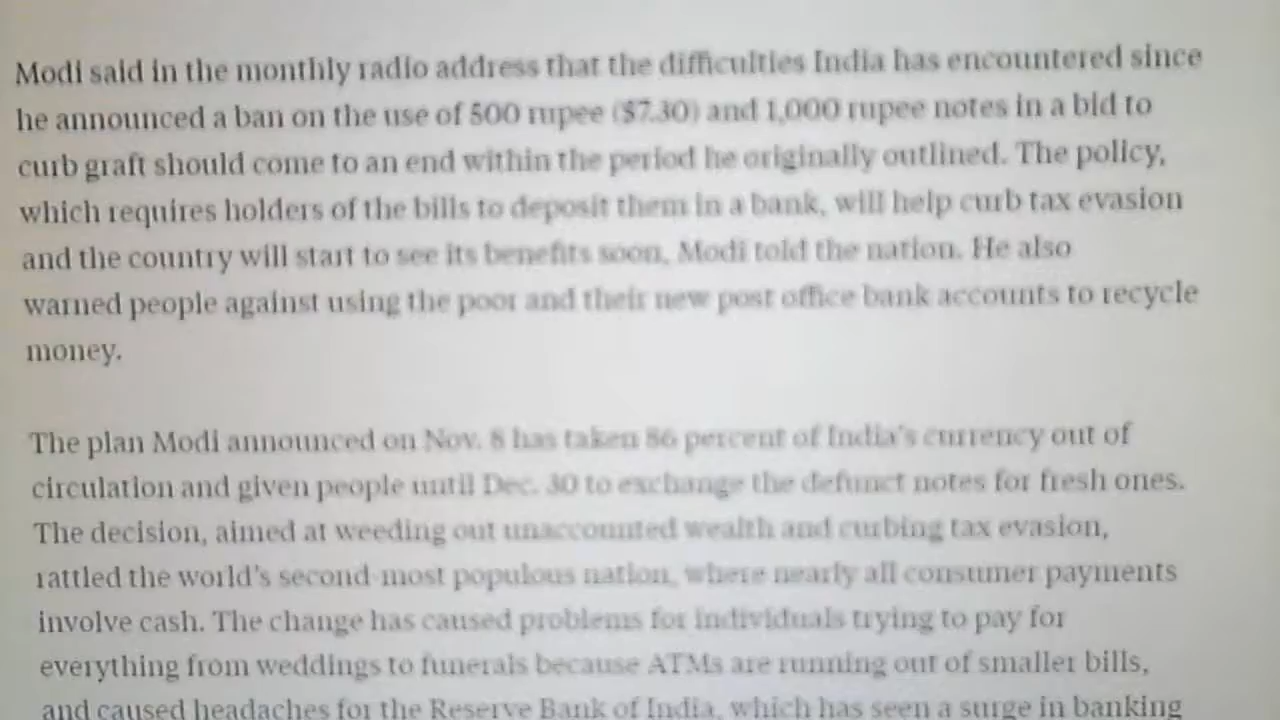 Modi said in the monthly radio address that the difficulties India has encountered since
he announced a ban on the use of 500 rupee ($7.30) and 1,000 rupee notes in a bid to
curb graft should come to an end within the period he originally outlined. The policy,
which requires holders of the bills to deposit them in a bank, will help curb tax evasion
and the country will start to see its benefits soon, Modi told the nation. He also
warned people against using the poor and their new post office bank accounts to recycle
money.
The plan Modi announced on Nov. 8 has taken 86 percent of India's currency out of
circulation and given people until Dec. 30 to exchange the defunct notes for fresh ones.
The decision, aimed at weeding out unaccounted wealth and curbing tax evasion,
rattled the world's second-most populous nation, where nearly all consumer payments
involve cash. The change has caused problems for individuals trying to pay for
everything from weddings to funerals because ATMs are running out of smaller bills,
and caused headaches for the Reserve Bank of India, which has seen a surge in banking